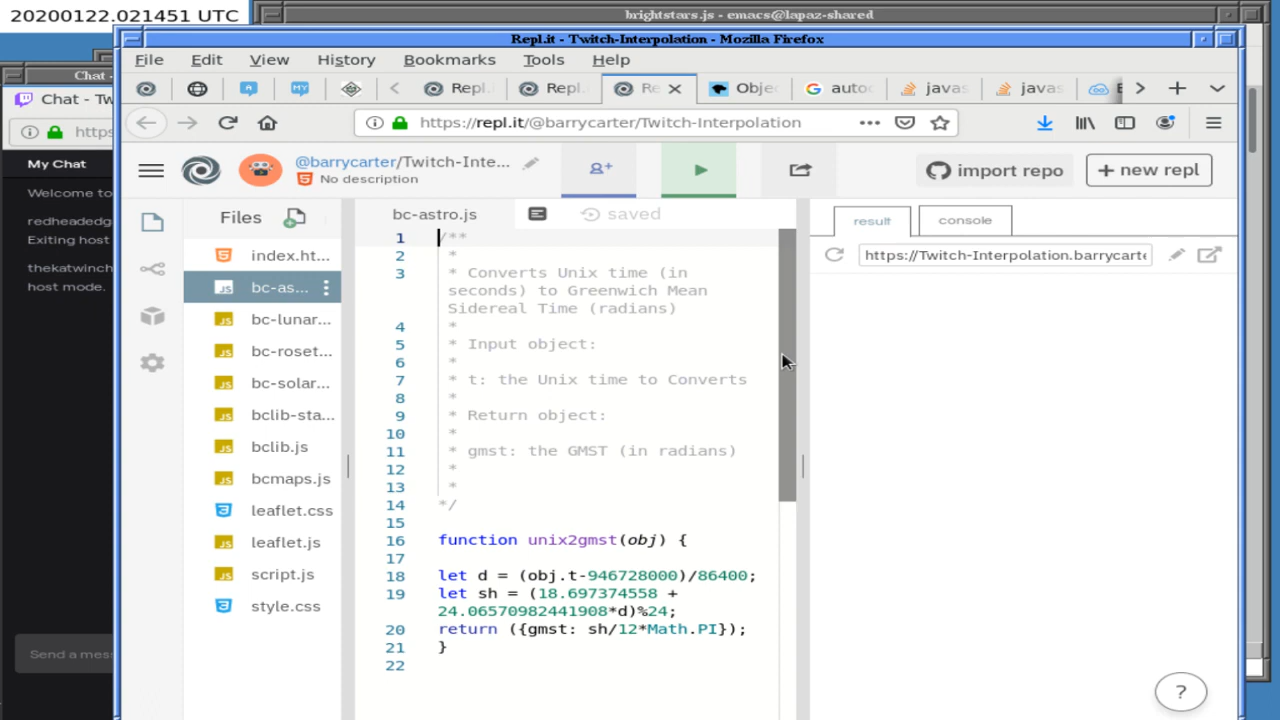 20200122.021451 UTC
brightstars.js - emacs@lapaz-shared
Repl.it - Twitch-Interpolation - Mozilla Firefox
Chat -
File Edit View History Bookmarks Tools Help
Chat - Tw
Repl. Repl. Re Objec auto javas javas
https
https://repl.it/@barrycarter/Twitch-Interpolation
My Chat
Welcome to
redheadedg
Exiting host
thekatwinch
host mode.
Send a mess
@barrycarter/Twitch-Inte...
No description
import repo
+ new repl
Files
index.ht...
bc-as...
bc-lunar...
bc-roset...
bc-solar...
bclib-sta...
bclib.js
bcmaps.js
leaflet.css
leaflet.js
script.js
style.css
bc-astro.js
saved
1 /**
2 *
3 * Converts Unix time (in
seconds) to Greenwich Mean
Sidereal Time (radians)
4 *
5 * Input object:
6 *
7 * t: the Unix time to Converts
8 *
9 * Return object:
10 *
11 * gmst: the GMST (in radians)
12 *
13 *
14 */
15
16 function unix2gmst(obj) {
17
18 let d = (obj.t-946728000)/86400;
19 let sh = (18.697374558 +
24.06570982441908*d)%24;
20 return ({gmst: sh/12*Math.PI});
21 }
22
result console
https://Twitch-Interpolation.barrycarte
?